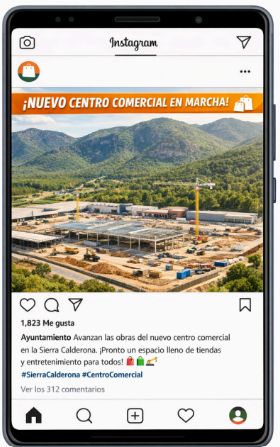 Instagram
¡NUEVO CENTRO COMERCIAL EN MARCHA!
1,823 Me gusta
Ayuntamiento Avanzan las obras del nuevo centro comercial
en la Sierra Calderona. ¡Pronto un espacio lleno de tiendas
y entretenimiento para todos!
#SierraCalderona #CentroComercial
Ver los 312 comentarios